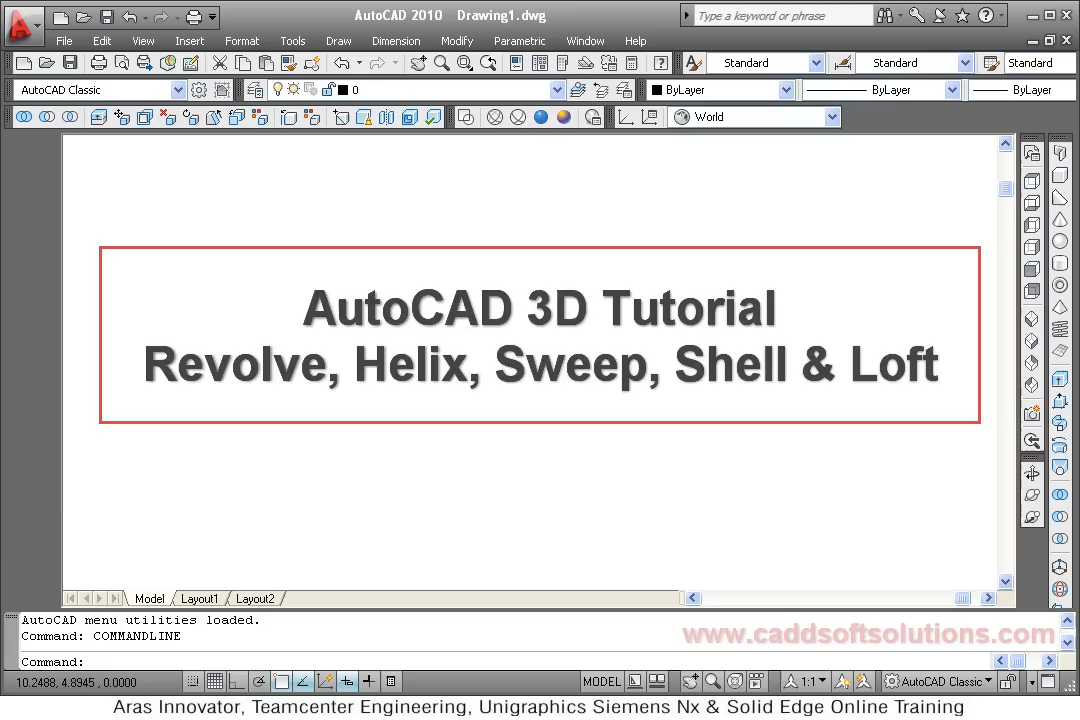 AutoCAD 2010 Drawing1.dwg
Type a keyword or phrase
File Edit View Insert Format Tools Draw Dimension Modify Parametric Window Help
Standard Standard Standard
AutoCAD Classic 0 ByLayer ByLayer ByLayer
World
AutoCAD 3D Tutorial
Revolve, Helix, Sweep, Shell & Loft
Model Layout1 Layout2
AutoCAD menu utilities loaded.
Command: COMMANDLINE
www.caddsoftsolutions.com
Command:
10.2488, 4.8945, 0.0000 MODEL 1:1 AutoCAD Classic
Aras Innovator, Teamcenter Engineering, Unigraphics Siemens Nx & Solid Edge Online Training